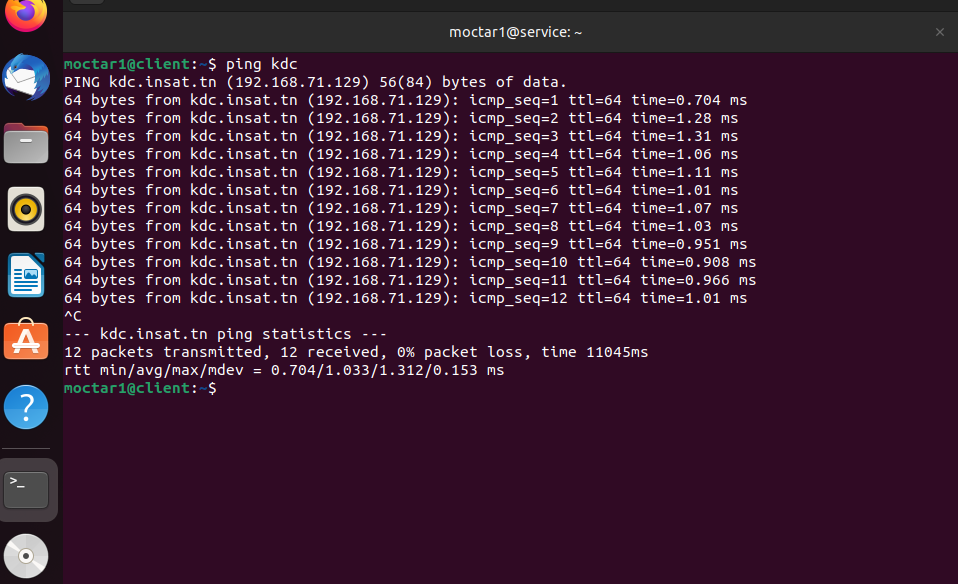 moctar1@service: ~
moctar1@client:~$ ping kdc
PING kdc.insat.tn (192.168.71.129) 56(84) bytes of data.
64 bytes from kdc.insat.tn (192.168.71.129): icmp_seq=1 ttl=64 time=0.704 ms
64 bytes from kdc.insat.tn (192.168.71.129): icmp_seq=2 ttl=64 time=1.28 ms
64 bytes from kdc.insat.tn (192.168.71.129): icmp_seq=3 ttl=64 time=1.31 ms
64 bytes from kdc.insat.tn (192.168.71.129): icmp_seq=4 ttl=64 time=1.06 ms
64 bytes from kdc.insat.tn (192.168.71.129): icmp_seq=5 ttl=64 time=1.11 ms
64 bytes from kdc.insat.tn (192.168.71.129): icmp_seq=6 ttl=64 time=1.01 ms
64 bytes from kdc.insat.tn (192.168.71.129): icmp_seq=7 ttl=64 time=1.07 ms
64 bytes from kdc.insat.tn (192.168.71.129): icmp_seq=8 ttl=64 time=1.03 ms
64 bytes from kdc.insat.tn (192.168.71.129): icmp_seq=9 ttl=64 time=0.951 ms
64 bytes from kdc.insat.tn (192.168.71.129): icmp_seq=10 ttl=64 time=0.908 ms
64 bytes from kdc.insat.tn (192.168.71.129): icmp_seq=11 ttl=64 time=0.966 ms
64 bytes from kdc.insat.tn (192.168.71.129): icmp_seq=12 ttl=64 time=1.01 ms
^C
--- kdc.insat.tn ping statistics ---
12 packets transmitted, 12 received, 0% packet loss, time 11045ms
rtt min/avg/max/mdev = 0.704/1.033/1.312/0.153 ms
moctar1@client:~$